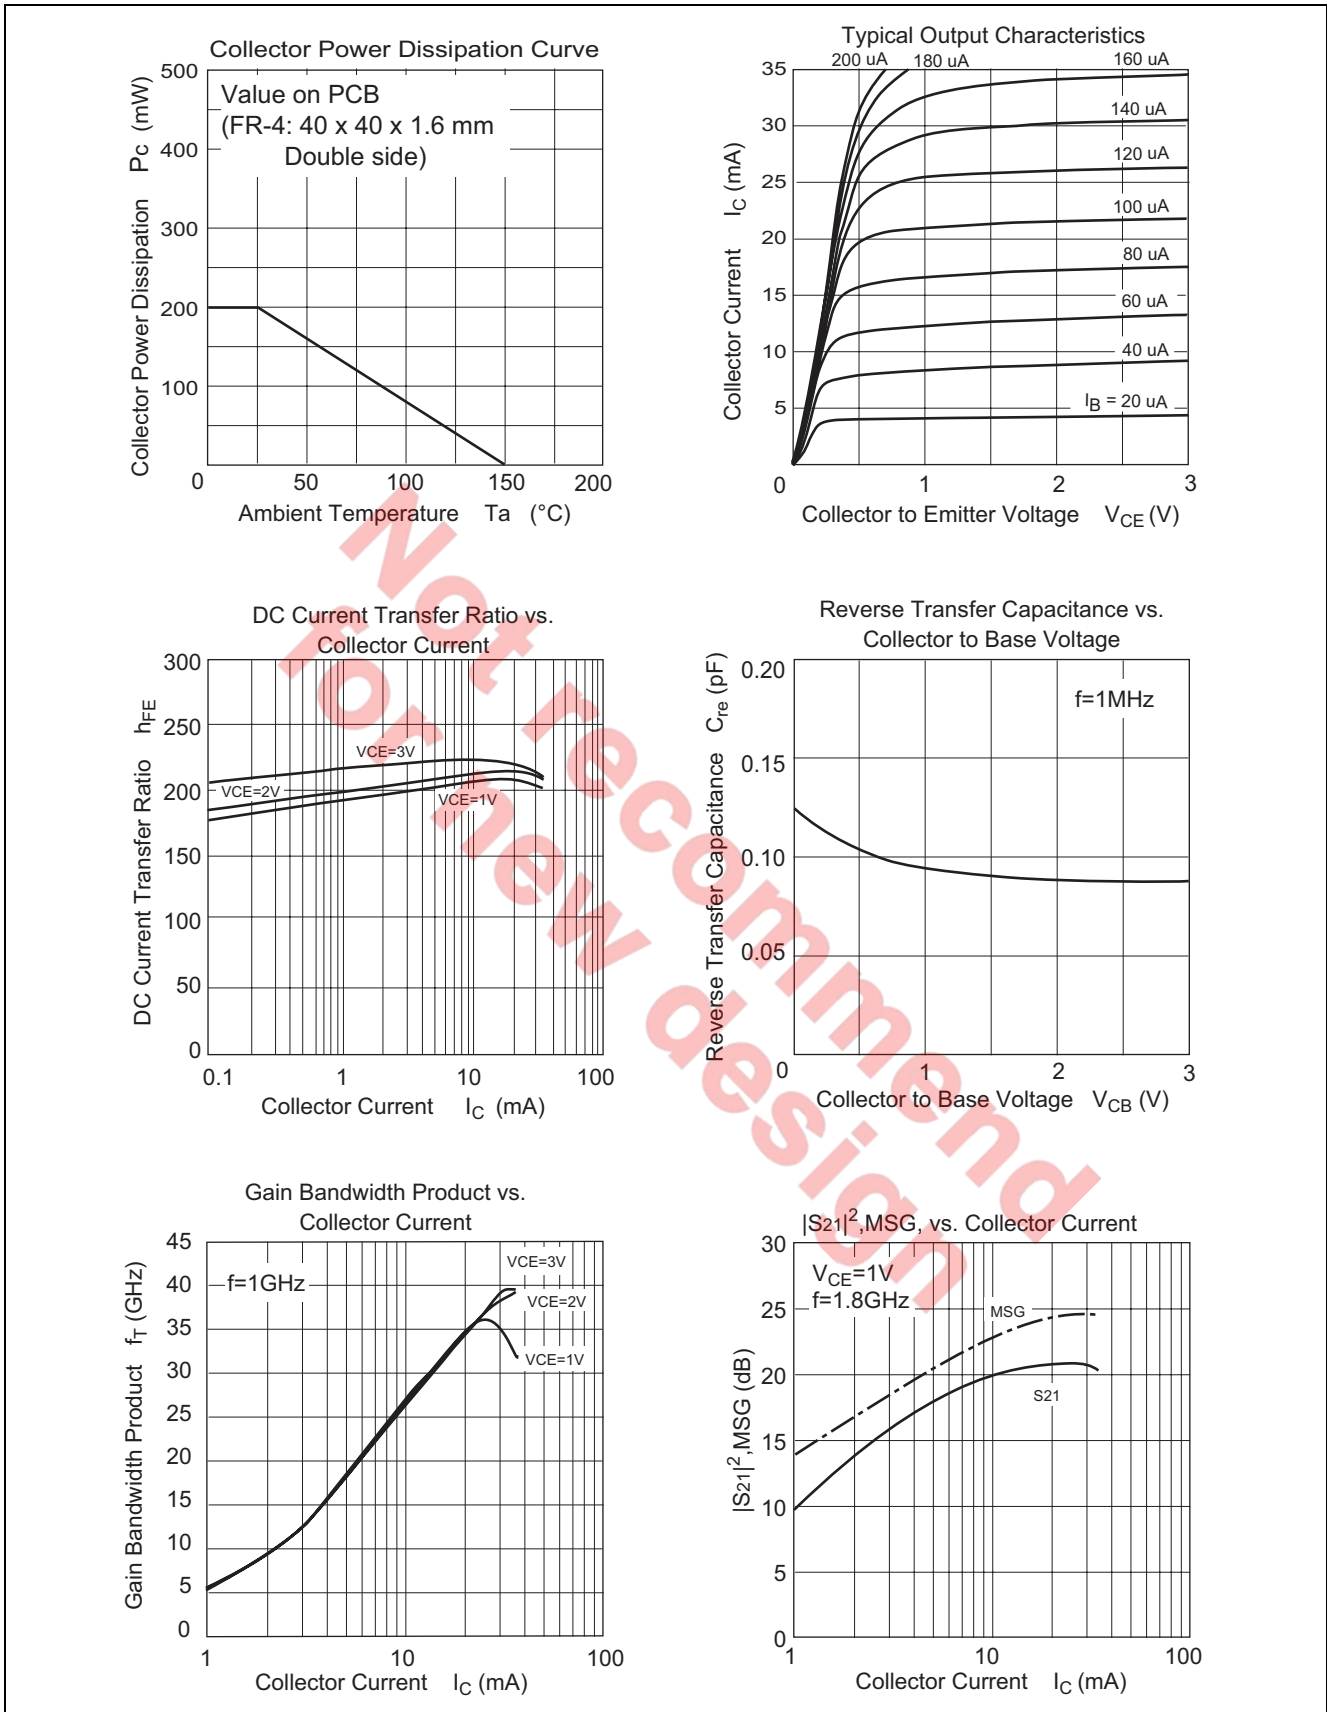 Collector Power Dissipation Curve
Collector Power Dissipation Pc (mW)
500
400
300
200
100
Value on PCB
(FR-4: 40 x 40 x 1.6 mm
Double side)
0 50 100 150 200
Ambient Temperature Ta (°C)
Typical Output Characteristics
Collector Current IC (mA)
35
30
25
20
15
10
5
200 uA 180 uA 160 uA
140 uA
120 uA
100 uA
80 uA
60 uA
40 uA
IB = 20 uA
0 1 2 3
Collector to Emitter Voltage VCE (V)
Not recommend
for new design
DC Current Transfer Ratio vs.
Collector Current
DC Current Transfer Ratio hFE
300
250
200
150
100
50
0
VCE=3V
VCE=2V
VCE=1V
0.1 1 10 100
Collector Current IC (mA)
Reverse Transfer Capacitance vs.
Collector to Base Voltage
Reverse Transfer Capacitance Cre (pF)
0.20
0.15
0.10
0.05
f=1MHz
0 1 2 3
Collector to Base Voltage VCB (V)
Gain Bandwidth Product vs.
Collector Current
Gain Bandwidth Product fT (GHz)
45
40
35
30
25
20
15
10
5
0
f=1GHz
VCE=3V
VCE=2V
VCE=1V
1 10 100
Collector Current IC (mA)
|S21|²,MSG, vs. Collector Current
|S21|²,MSG (dB)
30
25
20
15
10
5
0
VCE=1V
f=1.8GHz
MSG
S21
1 10 100
Collector Current IC (mA)